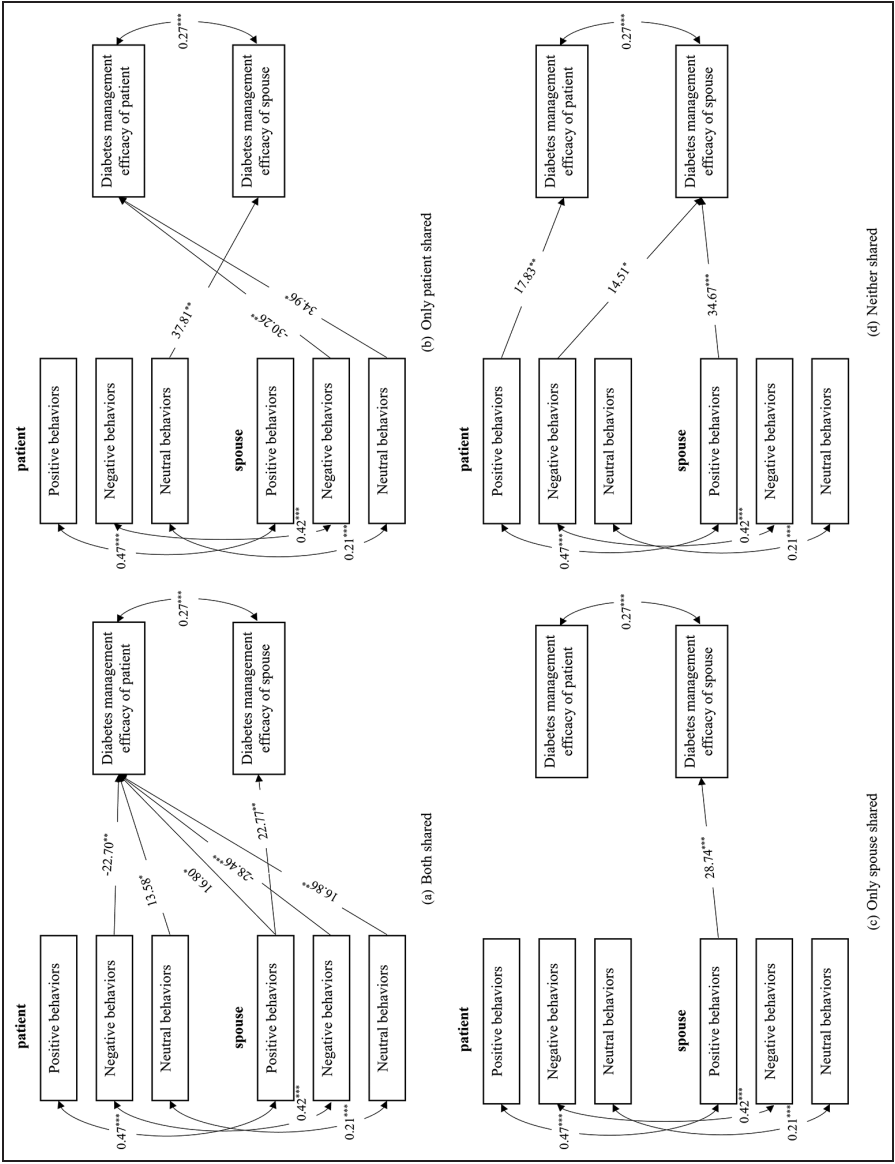 patient
Positive behaviors
Negative behaviors
Neutral behaviors
spouse
Positive behaviors
Negative behaviors
Neutral behaviors
0.47***
0.42***
0.21***
-22.70**
13.58*
16.80*
-28.46***
16.86**
22.77**
Diabetes management
efficacy of patient
Diabetes management
efficacy of spouse
0.27***
(a) Both shared
patient
Positive behaviors
Negative behaviors
Neutral behaviors
spouse
Positive behaviors
Negative behaviors
Neutral behaviors
0.47***
0.42***
0.21***
37.81**
-30.26**
34.96*
Diabetes management
efficacy of patient
Diabetes management
efficacy of spouse
0.27***
(b) Only patient shared
patient
Positive behaviors
Negative behaviors
Neutral behaviors
spouse
Positive behaviors
Negative behaviors
Neutral behaviors
0.47***
0.42***
0.21***
28.74***
Diabetes management
efficacy of patient
Diabetes management
efficacy of spouse
0.27***
(c) Only spouse shared
patient
Positive behaviors
Negative behaviors
Neutral behaviors
spouse
Positive behaviors
Negative behaviors
Neutral behaviors
0.47***
0.42***
0.21***
17.83**
14.51*
34.67***
Diabetes management
efficacy of patient
Diabetes management
efficacy of spouse
0.27***
(d) Neither shared